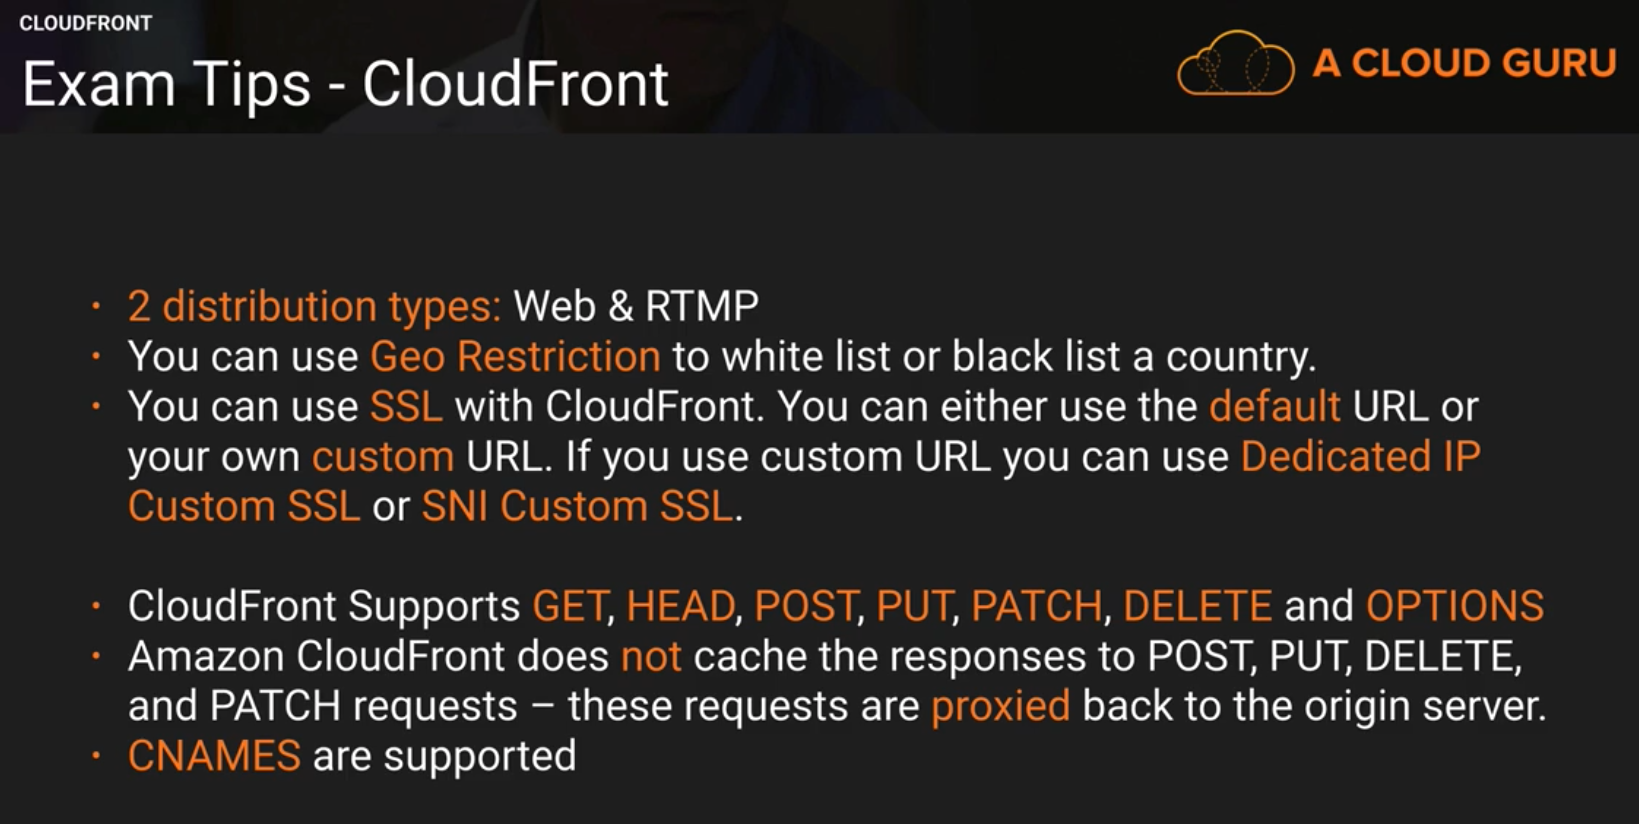 CLOUDFRONT
Exam Tips - CloudFront
A CLOUD GURU
• 2 distribution types: Web & RTMP
• You can use Geo Restriction to white list or black list a country.
• You can use SSL with CloudFront. You can either use the default URL or
your own custom URL. If you use custom URL you can use Dedicated IP
Custom SSL or SNI Custom SSL.
• CloudFront Supports GET, HEAD, POST, PUT, PATCH, DELETE and OPTIONS
• Amazon CloudFront does not cache the responses to POST, PUT, DELETE,
and PATCH requests – these requests are proxied back to the origin server.
• CNAMES are supported